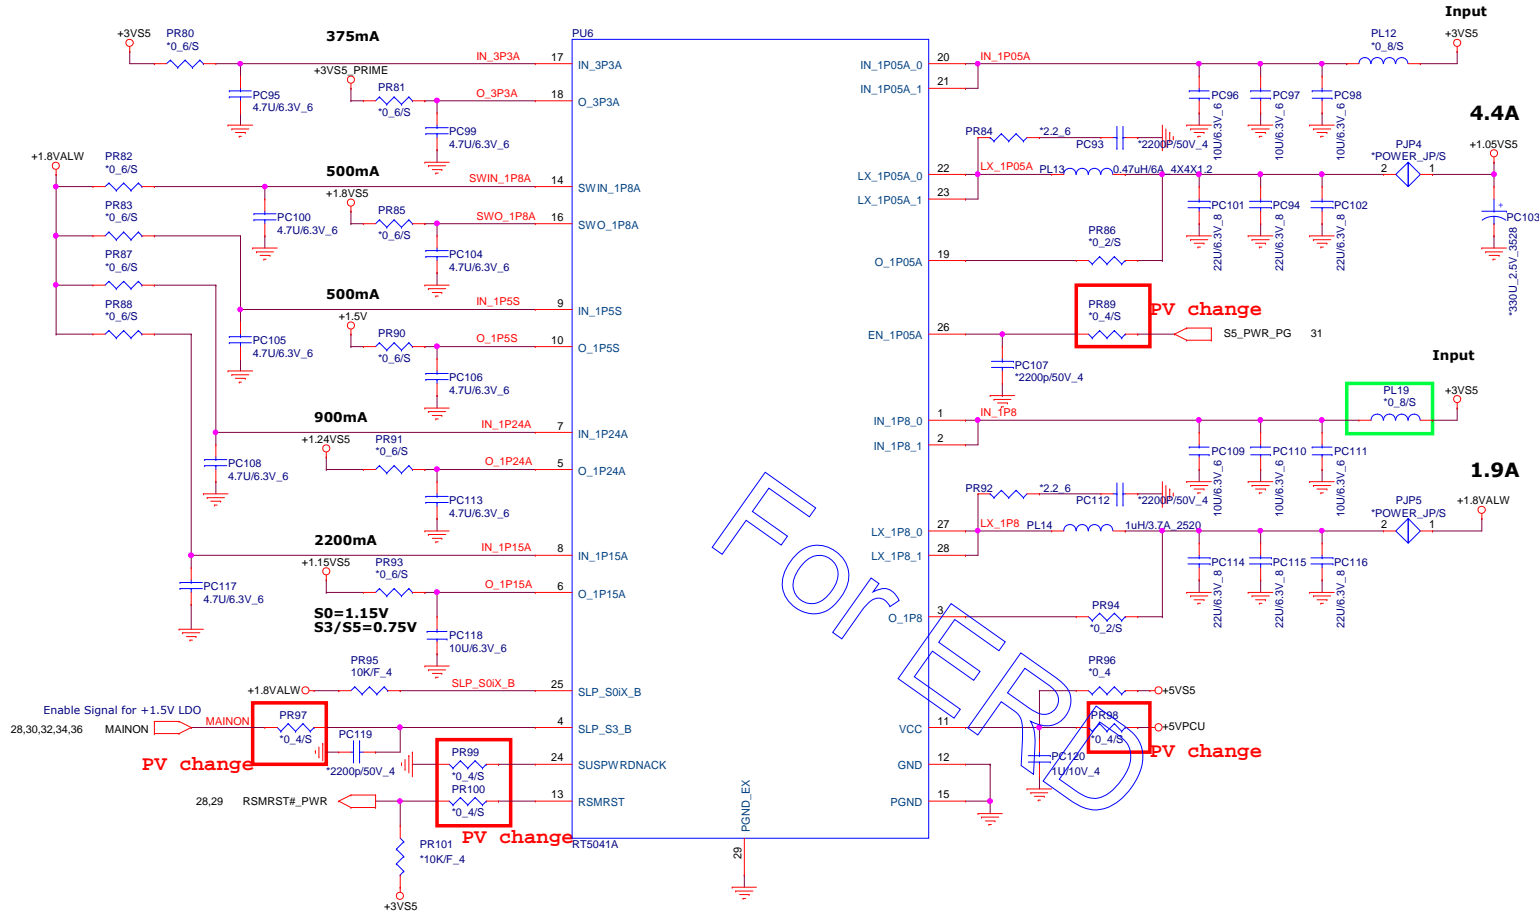 Input
+3VS5
PR80
*0_6/S
375mA
PU6
PL12
*0_8/S
+3VS5
IN_3P3A
17
IN_3P3A
IN_1P05A_0
20
IN_1P05A
IN_1P05A_1
21
+3VS5_PRIME
PR81
*0_6/S
O_3P3A
18
O_3P3A
PC95
4.7U/6.3V_6
PC99
4.7U/6.3V_6
PC96
10U/6.3V_6
PC97
10U/6.3V_6
PC98
10U/6.3V_6
4.4A
PR84
*2.2_6
PC93
*2200P/50V_4
+1.05VS5
PJP4
*POWER_JP/S
2
1
+1.8VALW
PR82
*0_6/S
500mA
SWIN_1P8A
14
SWIN_1P8A
LX_1P05A_0
22
LX_1P05A
PL13
0.47uH/6A_4X4X1.2
LX_1P05A_1
23
+1.8VS5
PR83
*0_6/S
PC100
4.7U/6.3V_6
PR85
*0_6/S
SWO_1P8A
16
SWO_1P8A
PC101
22U/6.3V_8
PC94
22U/6.3V_8
PC102
22U/6.3V_8
+
PC103
*330U_2.5V_3528
PC104
4.7U/6.3V_6
PR86
*0_2/S
O_1P05A
19
PR87
*0_6/S
PR88
*0_6/S
500mA
+1.5V
IN_1P5S
9
IN_1P5S
PR89
*0_4/S
PV change
PC105
4.7U/6.3V_6
PR90
*0_6/S
O_1P5S
10
O_1P5S
EN_1P05A
26
S5_PWR_PG
31
PC106
4.7U/6.3V_6
PC107
*2200p/50V_4
Input
PL19
*0_8/S
+3VS5
900mA
+1.24VS5
IN_1P24A
7
IN_1P24A
IN_1P8_0
1
IN_1P8
IN_1P8_1
2
PC108
4.7U/6.3V_6
PR91
*0_6/S
O_1P24A
5
O_1P24A
PC109
10U/6.3V_6
PC110
10U/6.3V_6
PC111
10U/6.3V_6
1.9A
PC113
4.7U/6.3V_6
PR92
*2.2_6
PC112
*2200P/50V_4
+1.8VALW
PJP5
*POWER_JP/S
2
1
LX_1P8_0
27
LX_1P8
PL14
1uH/3.7A_2520
LX_1P8_1
28
2200mA
+1.15VS5
IN_1P15A
8
IN_1P15A
PC117
4.7U/6.3V_6
PR93
*0_6/S
O_1P15A
6
O_1P15A
PC114
22U/6.3V_8
PC115
22U/6.3V_8
PC116
22U/6.3V_8
S0=1.15V
S3/S5=0.75V
PC118
10U/6.3V_6
O_1P8
3
PR94
*0_2/S
For ERD
PR95
10K/F_4
+1.8VALW
SLP_S0iX_B
25
SLP_S0iX_B
PR96
*0_4
+5VS5
Enable Signal for +1.5V LDO
28,30,32,34,36
MAINON
MAINON
PR97
*0_4/S
4
SLP_S3_B
VCC
11
PR98
*0_4/S
+5VPCU
PV change
PC119
*2200p/50V_4
PV change
PR99
*0_4/S
24
SUSPWRDNACK
GND
12
PC120
1U/10V_4
28,29
RSMRST#_PWR
PR100
*0_4/S
13
RSMRST
PGND
15
PV change
PR101
*10K/F_4
+3VS5
RT5041A
PGND_EX
29